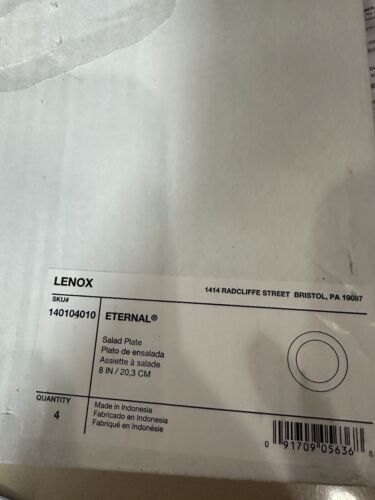 LENOX
1414 RADCLIFFE STREET BRISTOL, PA 19007
SKU#
140104010
ETERNAL®
Salad Plate
Plato de ensalada
Assiette à salade
8 IN / 20,3 CM
QUANTITY
4
Made in Indonesia
Fabricado en Indonesia
Fabriqué en Indonésie
0 91709 05636 8